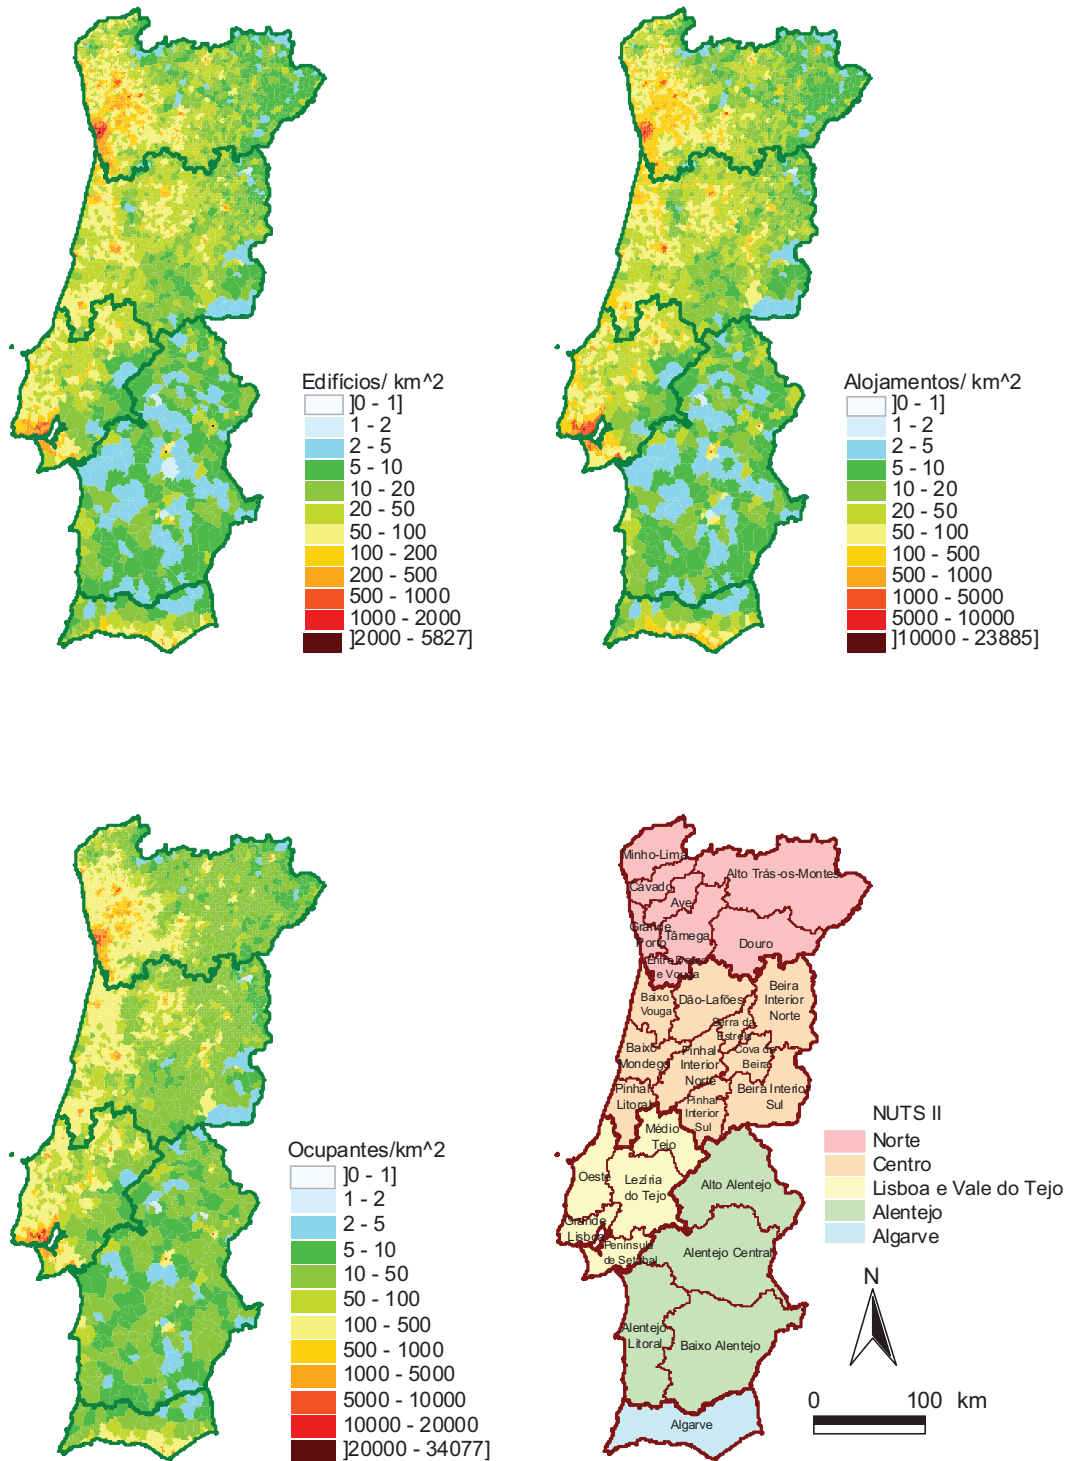 Edifícios/ km^2
]0 - 1]
1 - 2
2 - 5
5 - 10
10 - 20
20 - 50
50 - 100
100 - 200
200 - 500
500 - 1000
1000 - 2000
]2000 - 5827]
Alojamentos/ km^2
]0 - 1]
1 - 2
2 - 5
5 - 10
10 - 20
20 - 50
50 - 100
100 - 500
500 - 1000
1000 - 5000
5000 - 10000
]10000 - 23885]
Ocupantes/km^2
]0 - 1]
1 - 2
2 - 5
5 - 10
10 - 50
50 - 100
100 - 500
500 - 1000
1000 - 5000
5000 - 10000
10000 - 20000
]20000 - 34077]
Minho-Lima
Alto Trás-os-Montes
Cávado
Ave
Grande
Porto
Tâmega
Douro
Entre Douro
e Vouga
Baixo
Vouga
Dão-Lafões
Beira
Interior
Norte
Serra da
Estrela
Baixo
Mondego
Pinhal
Interior
Norte
Cova da
Beira
Pinhal
Litoral
Pinhal
Interior
Sul
Beira Interior
Sul
Médio
Tejo
Oeste
Lezíria
do Tejo
Alto Alentejo
Grande
Lisboa
Península
de Setúbal
Alentejo Central
Alentejo
Litoral
Baixo Alentejo
Algarve
NUTS II
Norte
Centro
Lisboa e Vale do Tejo
Alentejo
Algarve
N
0 100 km